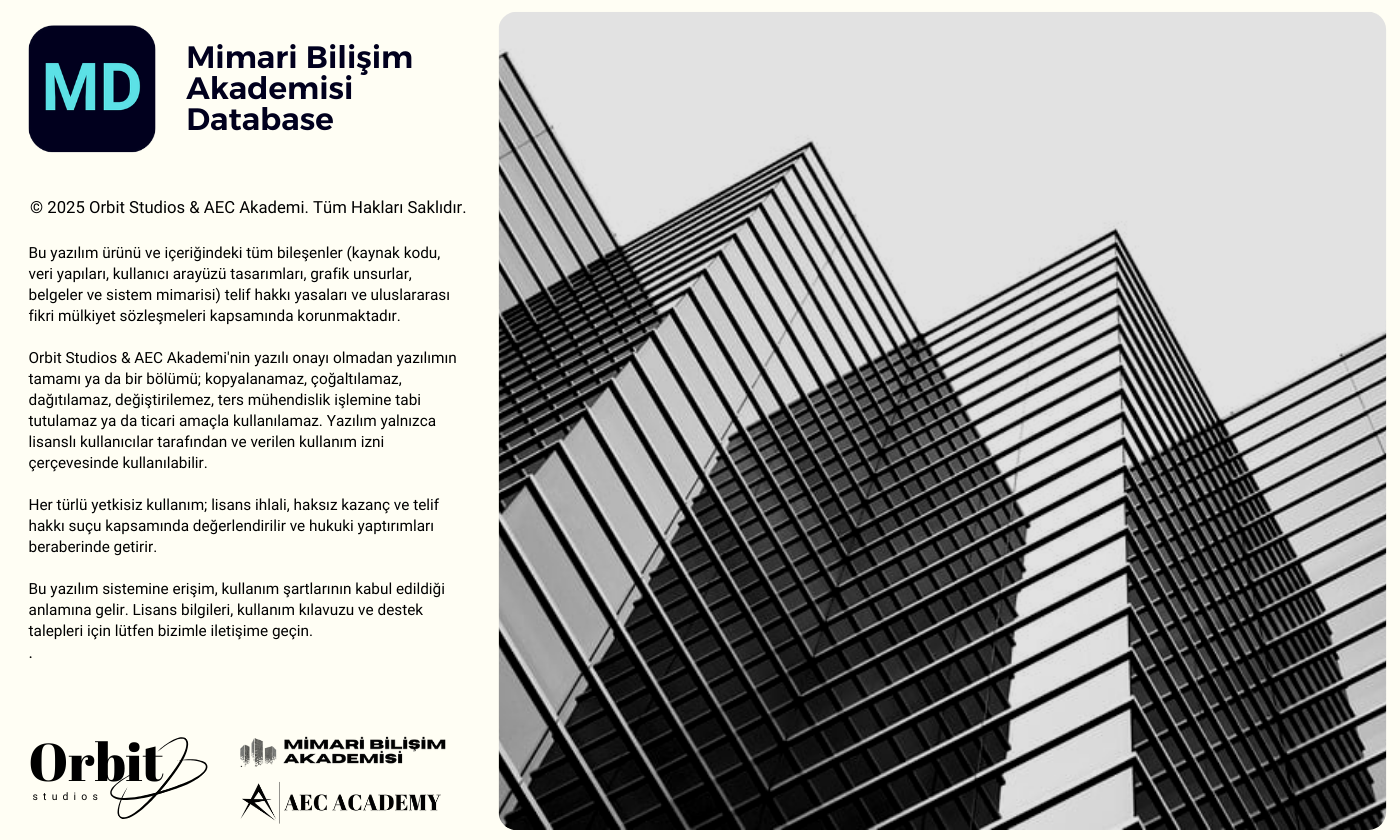 MD
Mimari Bilişim
Akademisi
Database
© 2025 Orbit Studios & AEC Akademi. Tüm Hakları Saklıdır.
Bu yazılım ürünü ve içeriğindeki tüm bileşenler (kaynak kodu,
veri yapıları, kullanıcı arayüzü tasarımları, grafik unsurlar,
belgeler ve sistem mimarisi) telif hakkı yasaları ve uluslararası
fikri mülkiyet sözleşmeleri kapsamında korunmaktadır.
Orbit Studios & AEC Akademi'nin yazılı onayı olmadan yazılımın
tamamı ya da bir bölümü; kopyalanamaz, çoğaltılamaz,
dağıtılamaz, değiştirilemez, ters mühendislik işlemine tabi
tutulamaz ya da ticari amaçla kullanılamaz. Yazılım yalnızca
lisanslı kullanıcılar tarafından ve verilen kullanım izni
çerçevesinde kullanılabilir.
Her türlü yetkisiz kullanım; lisans ihlali, haksız kazanç ve telif
hakkı suçu kapsamında değerlendirilir ve hukuki yaptırımları
beraberinde getirir.
Bu yazılım sistemine erişim, kullanım şartlarının kabul edildiği
anlamına gelir. Lisans bilgileri, kullanım kılavuzu ve destek
talepleri için lütfen bizimle iletişime geçin.
.
Orbit
studios
MİMARİ BİLİŞİM
AKADEMİSİ
AEC ACADEMY